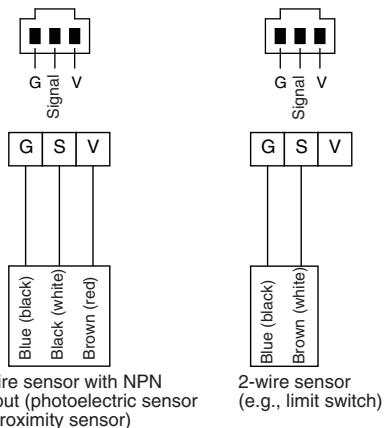 G Signal V
G S V
Blue (black)
Black (white)
Brown (red)
ire sensor with NPN
out (photoelectric sensor
roximity sensor)
G Signal V
G S V
Blue (black)
Brown (white)
2-wire sensor
(e.g., limit switch)